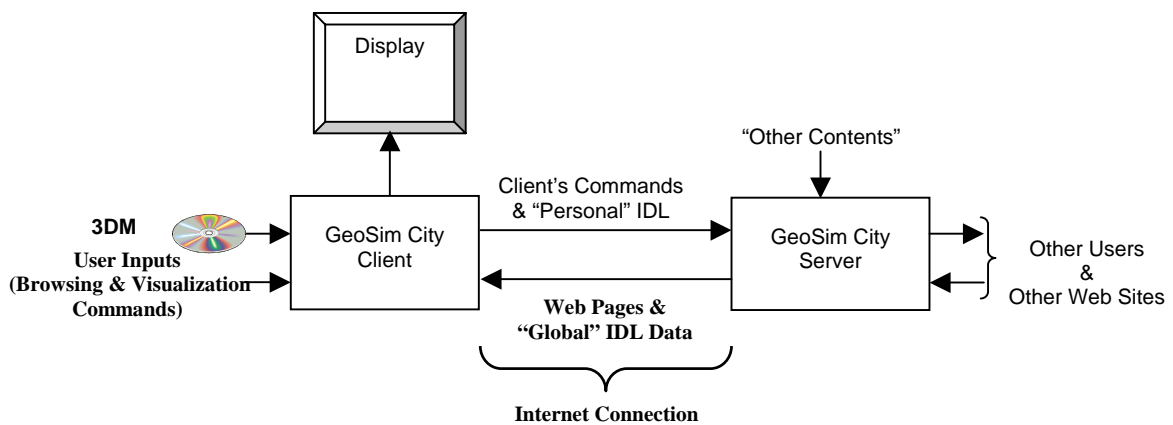 Display
"Other Contents"
Client's Commands
& "Personal" IDL
3DM
GeoSim City
Client
GeoSim City
Server
User Inputs
(Browsing & Visualization
Commands)
Other Users
&
Other Web Sites
Web Pages &
"Global" IDL Data
Internet Connection